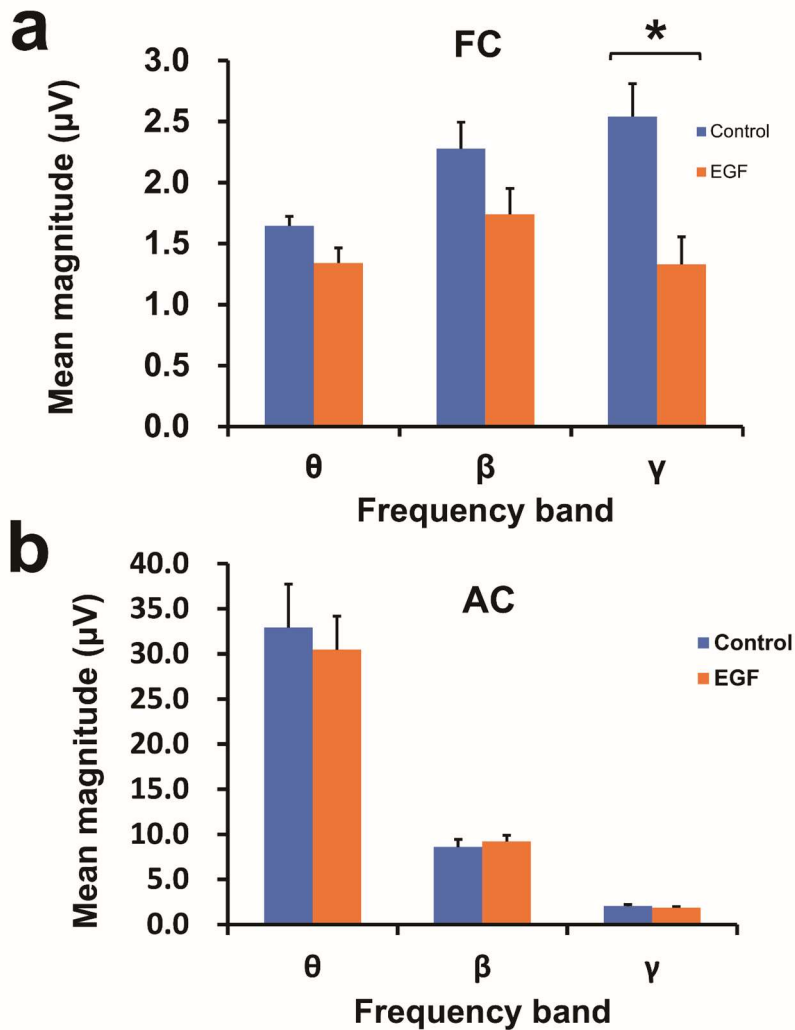 a
FC
*
Mean magnitude (μV)
3.0
2.5
2.0
1.5
1.0
0.5
0.0
Control
EGF
θ β γ
Frequency band
b
AC
Mean magnitude (μV)
40.0
35.0
30.0
25.0
20.0
15.0
10.0
5.0
0.0
Control
EGF
θ β γ
Frequency band